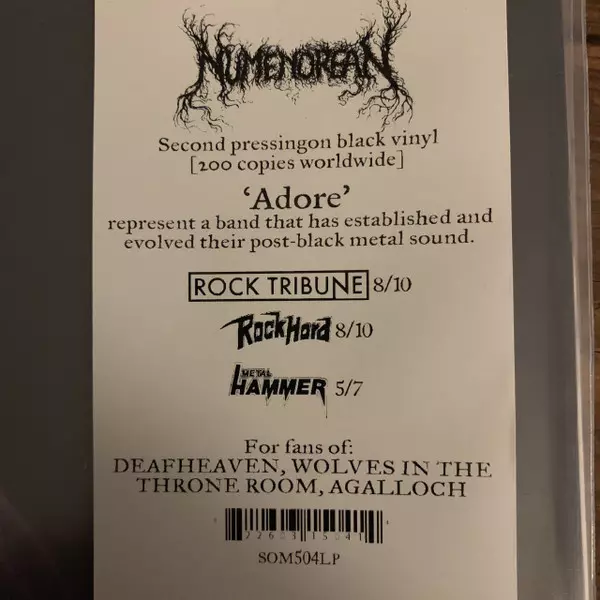 NUMENOREAN
Second pressingon black vinyl
[200 copies worldwide]
'Adore'
represent a band that has established and
evolved their post-black metal sound.
ROCK TRIBUNE 8/10
RockHard 8/10
METAL HAMMER 5/7
For fans of:
DEAFHEAVEN, WOLVES IN THE
THRONE ROOM, AGALLOCH
22603 15041
SOM504LP